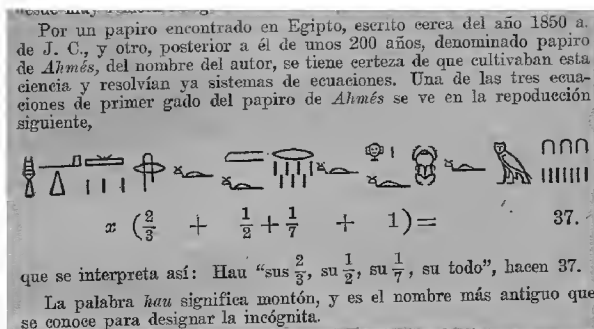 Por un papiro encontrado en Egipto, escrito cerca del año 1850 a.
de J. C., y otro, posterior a él de unos 200 años, denominado papiro
de Ahmés, del nombre del autor, se tiene certeza de que cultivaban esta
ciencia y resolvían ya sistemas de ecuaciones. Una de las tres ecua-
ciones de primer gado del papiro de Ahmés se ve en la repoducción
siguiente,
x (2/3 + 1/2 + 1/7 + 1) = 37.
que se interpreta así: Hau “sus 2/3, su 1/2, su 1/7, su todo”, hacen 37.
La palabra hau significa montón, y es el nombre más antiguo que
se conoce para designar la incógnita.